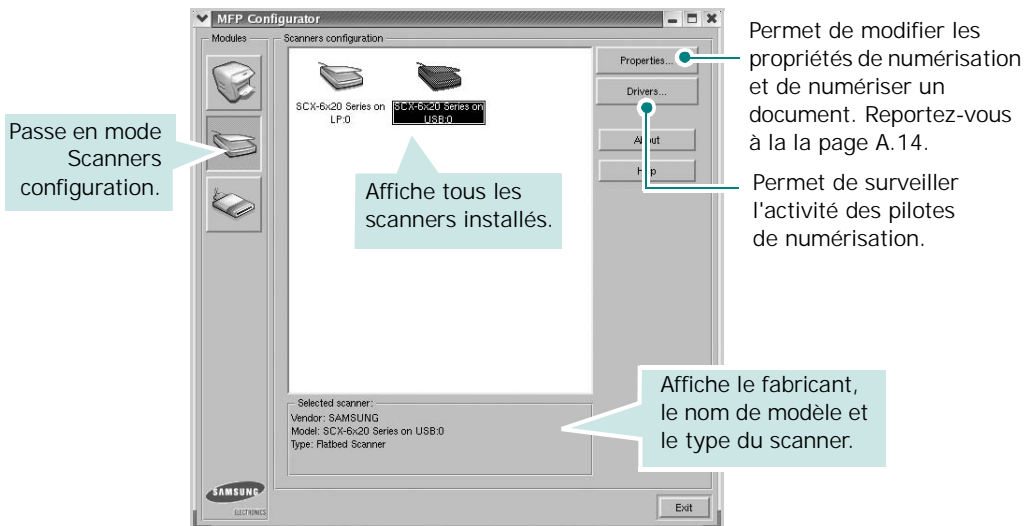 MFP Configurator
Modules
Scanners configuration
SCX-6x20 Series on
LP:0
SCX-6x20 Series on
USB:0
Properties...
Drivers...
About
Help
Passe en mode
Scanners
configuration.
Affiche tous les
scanners installés.
Permet de modifier les
propriétés de numérisation
et de numériser un
document. Reportez-vous
à la la page A.14.
Permet de surveiller
l'activité des pilotes
de numérisation.
Affiche le fabricant,
le nom de modèle et
le type du scanner.
Selected scanner:
Vendor: SAMSUNG
Model: SCX-6x20 Series on USB:0
Type: Flatbed Scanner
SAMSUNG
ELECTRONICS
Exit